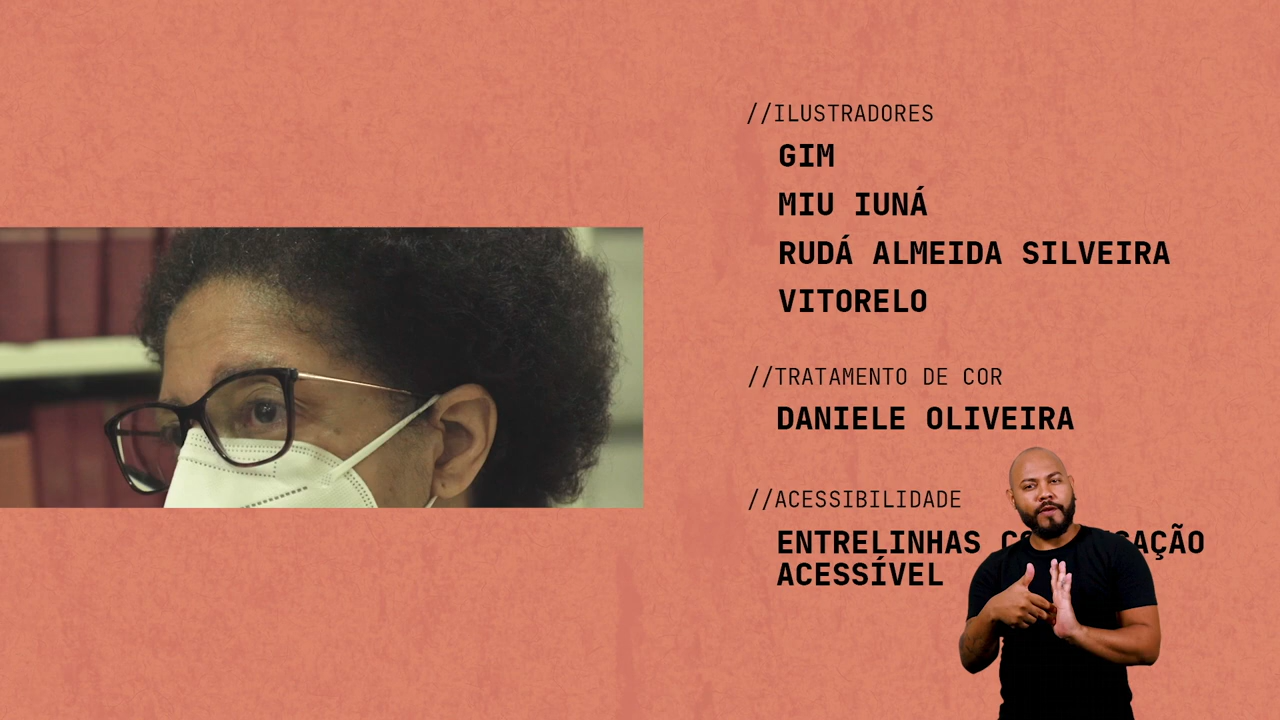 //ILUSTRADORES
GIM
MIU IUNÁ
RUDÁ ALMEIDA SILVEIRA
VITORELO
//TRATAMENTO DE COR
DANIELE OLIVEIRA
//ACESSIBILIDADE
ENTRELINHAS
ACESSÍVEL